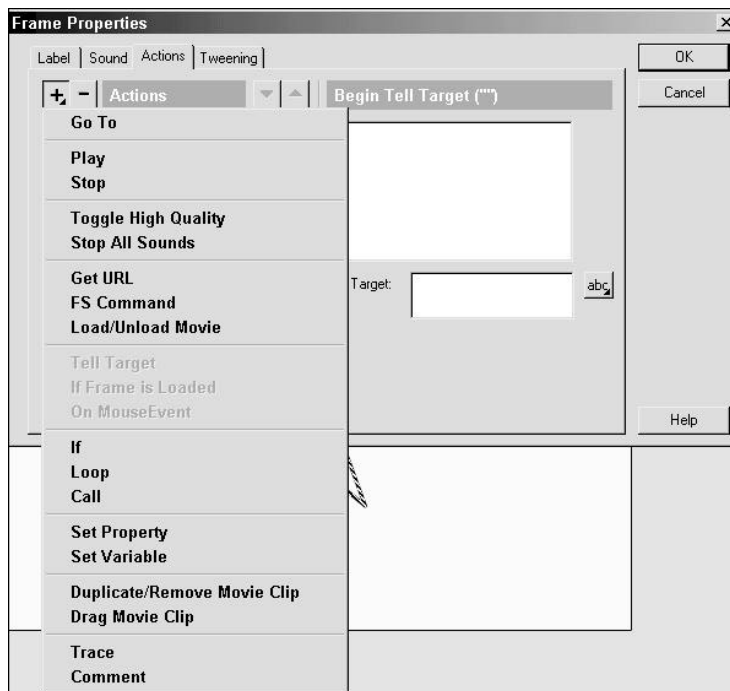 Frame Properties
Label Sound Actions Tweening
OK
+ - Actions
Begin Tell Target ("")
Cancel
Go To
Play
Stop
Toggle High Quality
Stop All Sounds
Get URL
FS Command
Load/Unload Movie
Target:
abc
Tell Target
If Frame is Loaded
On MouseEvent
Help
If
Loop
Call
Set Property
Set Variable
Duplicate/Remove Movie Clip
Drag Movie Clip
Trace
Comment